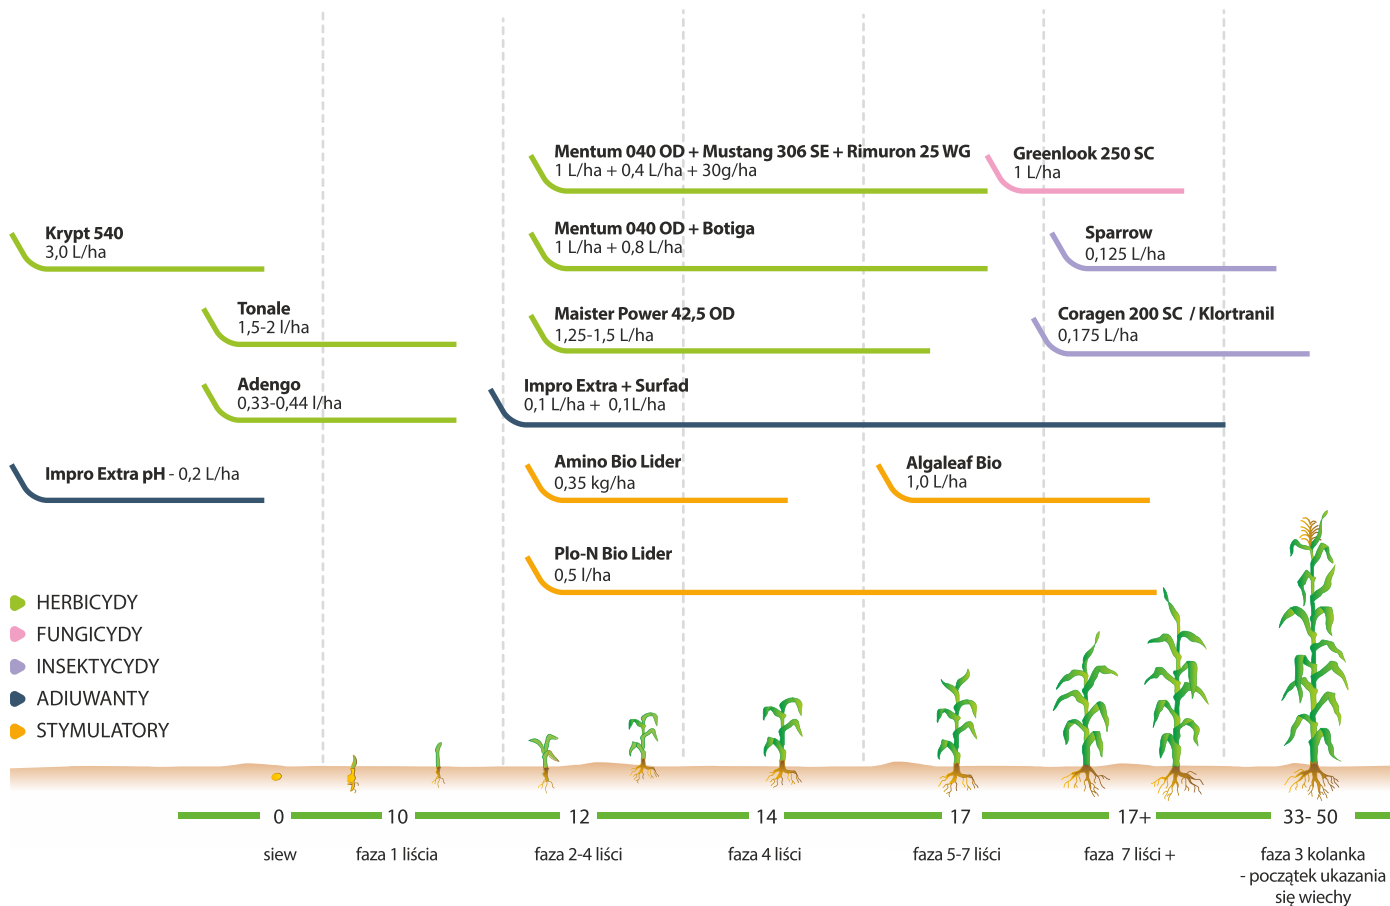 Mentum 040 OD + Mustang 306 SE + Rimuron 25 WG
1 L/ha + 0,4 L/ha + 30g/ha
Greenlook 250 SC
1 L/ha
Krypt 540
3,0 L/ha
Mentum 040 OD + Botiga
1 L/ha + 0,8 L/ha
Sparrow
0,125 L/ha
Tonale
1,5-2 l/ha
Maister Power 42,5 OD
1,25-1,5 L/ha
Coragen 200 SC / Klortranil
0,175 L/ha
Adengo
0,33-0,44 l/ha
Impro Extra + Surfad
0,1 L/ha + 0,1L/ha
Impro Extra pH - 0,2 L/ha
Amino Bio Lider
0,35 kg/ha
Algaleaf Bio
1,0 L/ha
Plo-N Bio Lider
0,5 l/ha
HERBICYDY
FUNGICYDY
INSEKTYCYDY
ADIUWANTY
STYMULATORY
0
10
12
14
17
17+
33- 50
siew
faza 1 liścia
faza 2-4 liści
faza 4 liści
faza 5-7 liści
faza 7 liści +
faza 3 kolanka
- początek ukazania
się wiechy